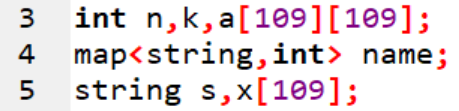 3 int n,k,a[109][109];
4 map<string,int> name;
5 string s,x[109];